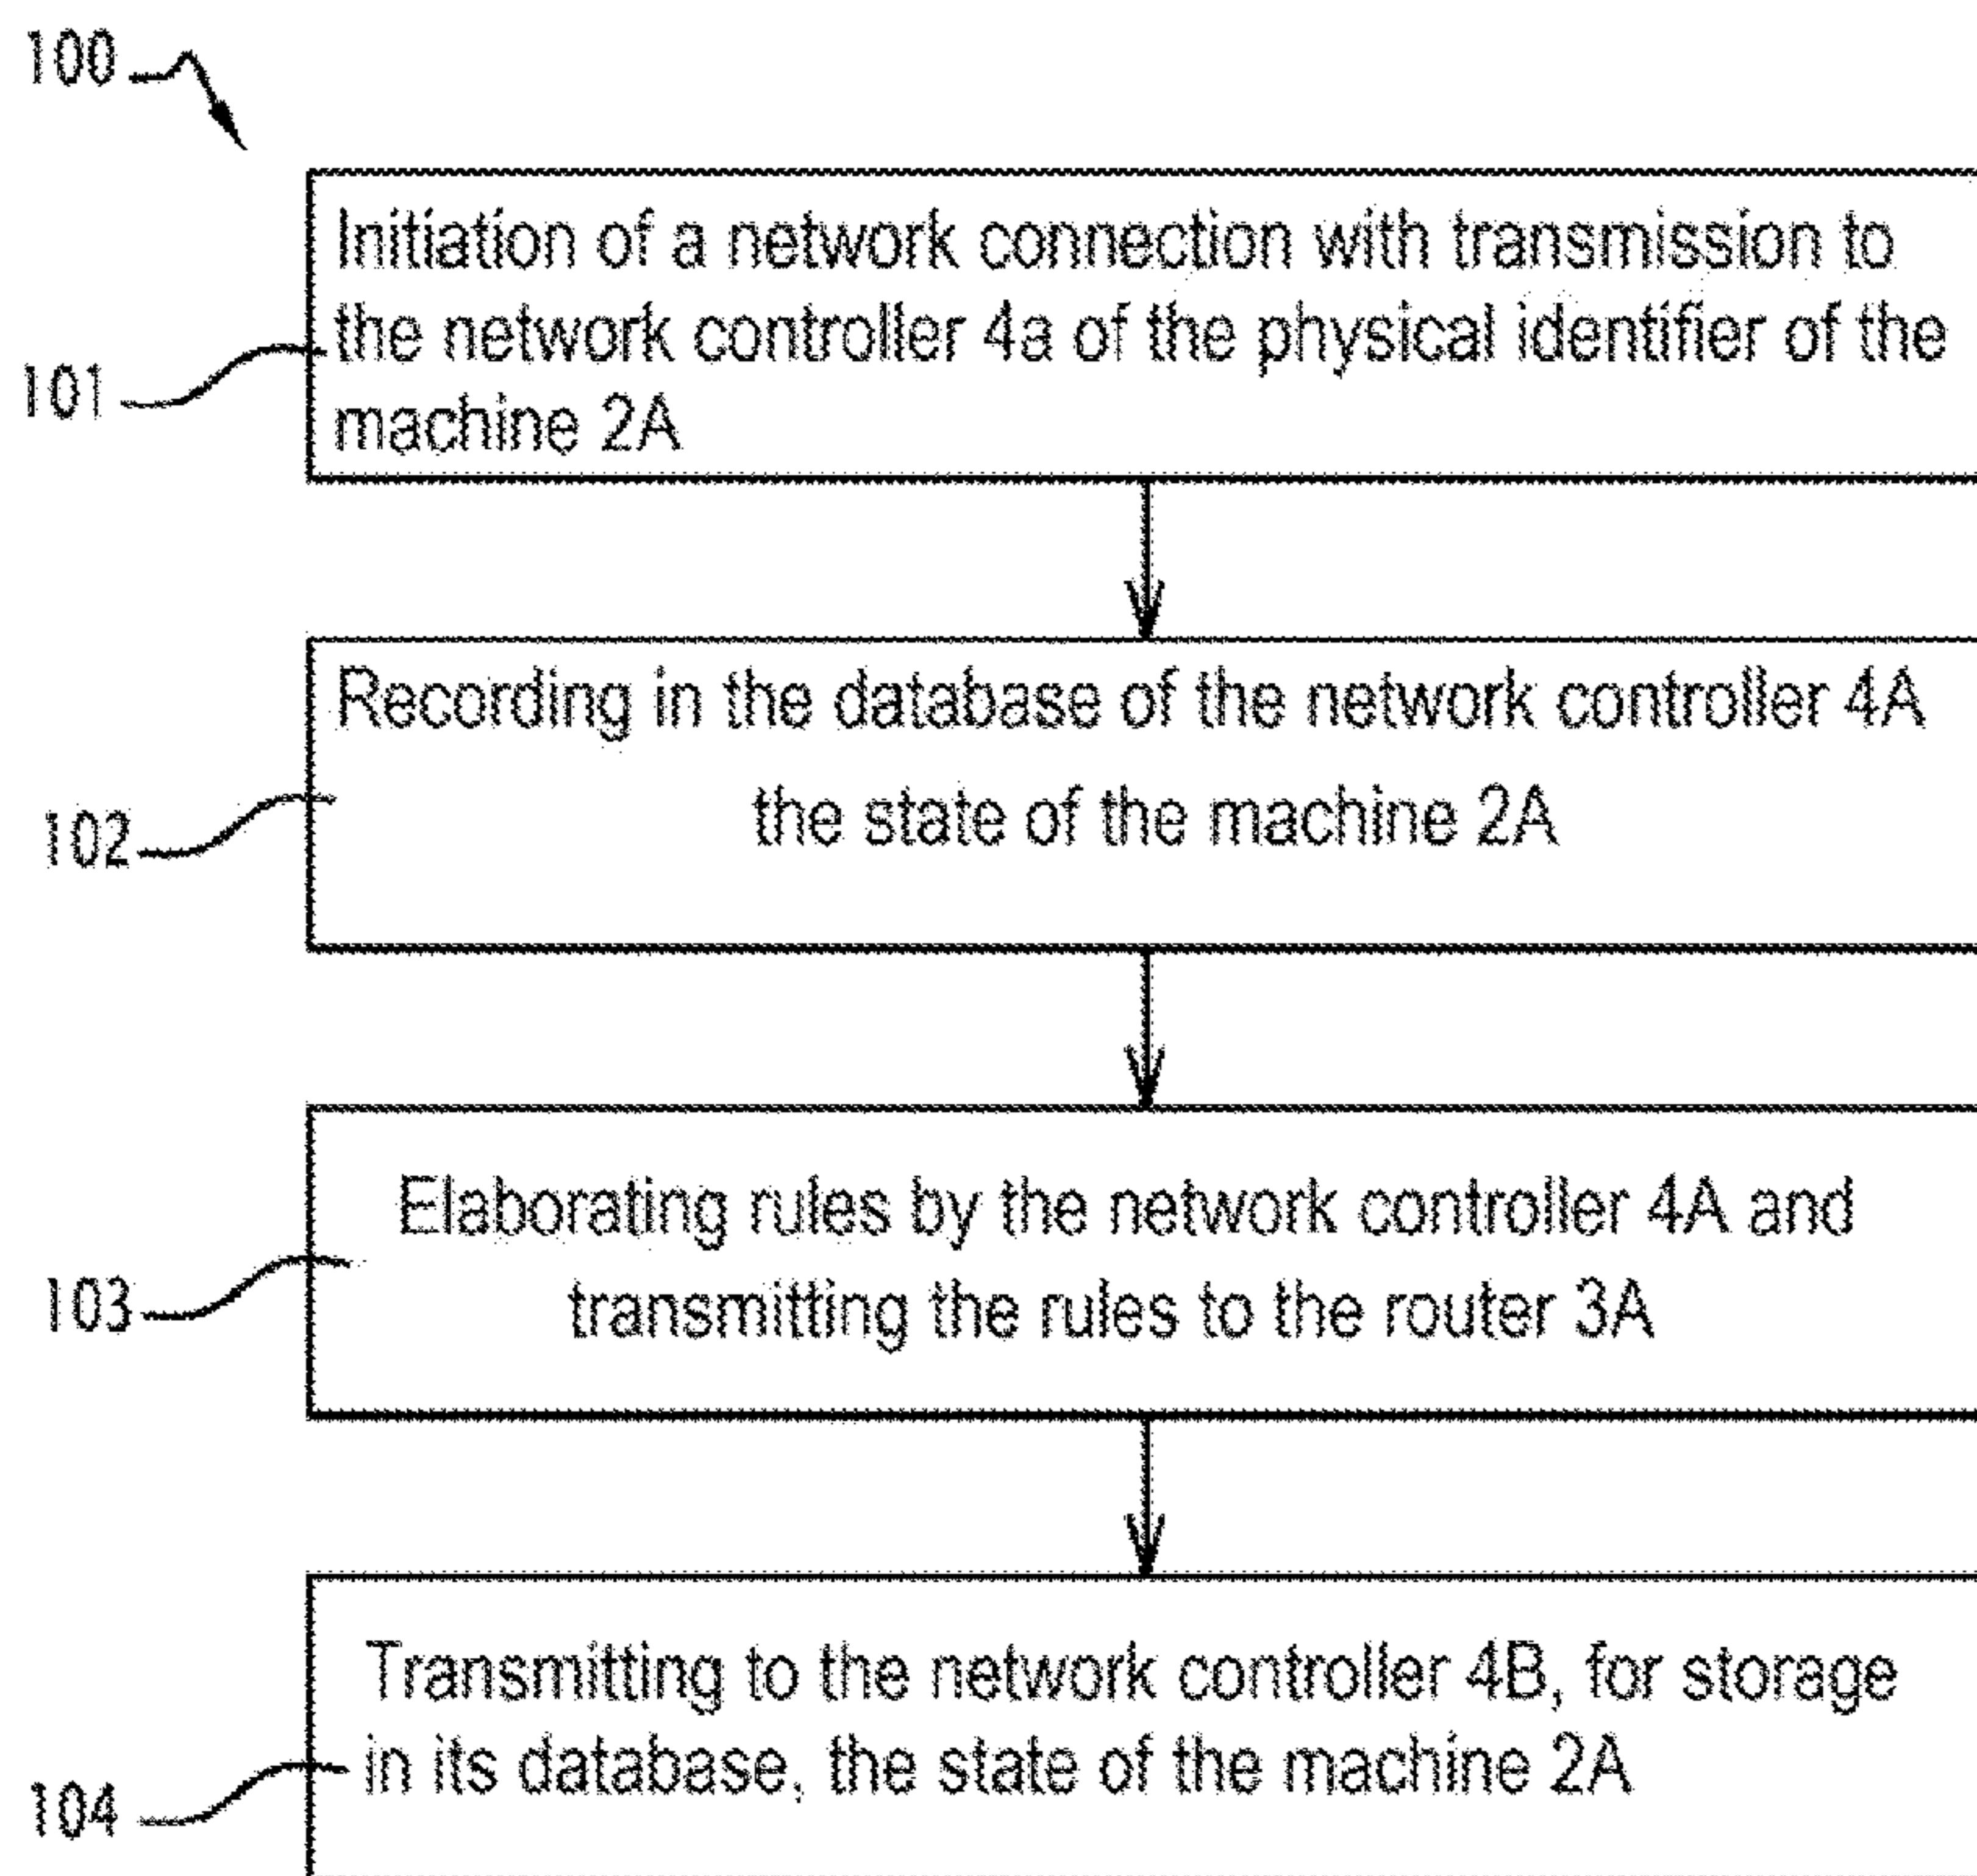 100
Initiation of a network connection with transmission to
the network controller 4a of the physical identifier of the
machine 2A
101
Recording in the database of the network controller 4A
the state of the machine 2A
102
Elaborating rules by the network controller 4A and
transmitting the rules to the router 3A
103
Transmitting to the network controller 4B, for storage
in its database, the state of the machine 2A
104